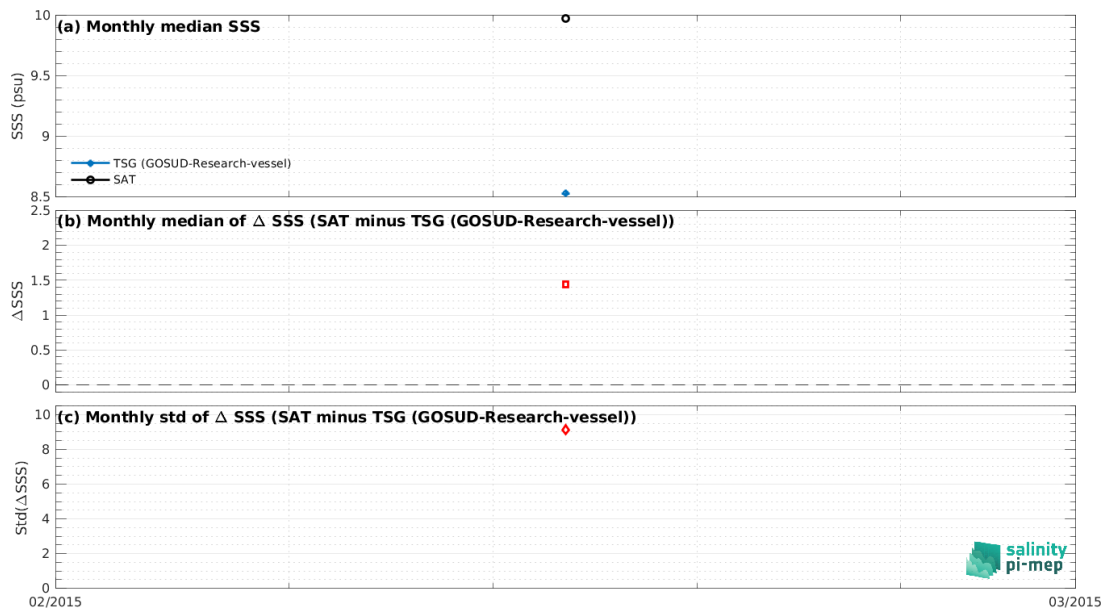 (a) Monthly median SSS
10
9.5
9
8.5
SSS (psu)
TSG (GOSUD-Research-vessel)
SAT
(b) Monthly median of Δ SSS (SAT minus TSG (GOSUD-Research-vessel))
2.5
2
1.5
1
0.5
0
ΔSSS
(c) Monthly std of Δ SSS (SAT minus TSG (GOSUD-Research-vessel))
10
8
6
4
2
0
Std(ΔSSS)
salinity
pi-mep
02/2015
03/2015